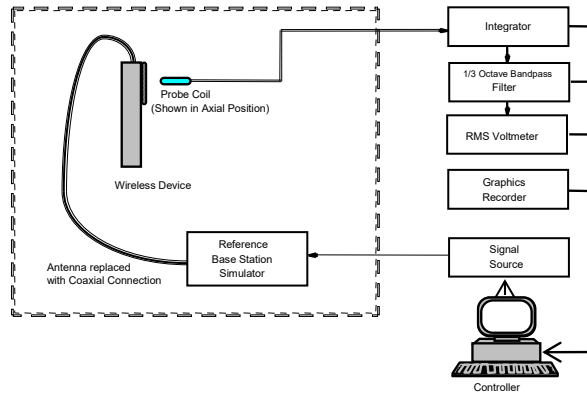 Integrator
1/3 Octave Bandpass
Filter
Probe Coil
(Shown in Axial Position)
RMS Voltmeter
Wireless Device
Graphics
Recorder
Reference
Base Station
Simulator
Signal
Source
Antenna replaced
with Coaxial Connection
Controller